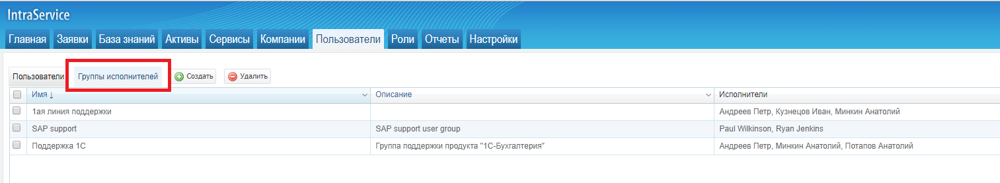 IntraService
Главная Заявки База знаний Активы Сервисы Компании Пользователи Роли Отчеты Настройки
Пользователи Группы исполнителей Создать Удалить
Имя ↓ Описание Исполнители
1ая линия поддержки Андреев Петр, Кузнецов Иван, Минкин Анатолий
SAP support SAP support user group Paul Wilkinson, Ryan Jenkins
Поддержка 1С Группа поддержки продукта "1С-Бухгалтерия" Андреев Петр, Минкин Анатолий, Потапов Анатолий